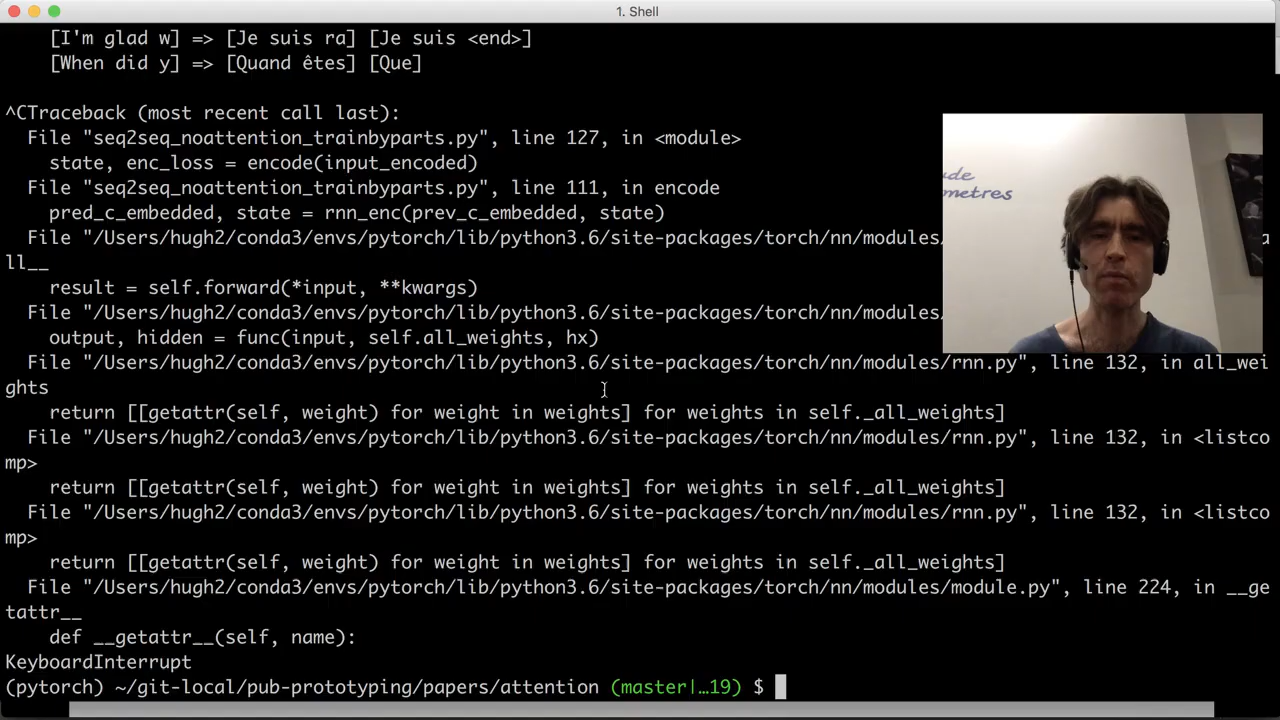 1. Shell
[I'm glad w] => [Je suis ra] [Je suis <end>]
[When did y] => [Quand êtes] [Que]
^CTraceback (most recent call last):
File "seq2seq_noattention_trainbyparts.py", line 127, in <module>
state, enc_loss = encode(input_encoded)
File "seq2seq_noattention_trainbyparts.py", line 111, in encode
pred_c_embedded, state = rnn_enc(prev_c_embedded, state)
File "/Users/hugh2/conda3/envs/pytorch/lib/python3.6/site-packages/torch/nn/modules/
ll__
result = self.forward(*input, **kwargs)
File "/Users/hugh2/conda3/envs/pytorch/lib/python3.6/site-packages/torch/nn/modules/
output, hidden = func(input, self.all_weights, hx)
File "/Users/hugh2/conda3/envs/pytorch/lib/python3.6/site-packages/torch/nn/modules/rnn.py", line 132, in all_wei
ghts
return [[getattr(self, weight) for weight in weights] for weights in self._all_weights]
File "/Users/hugh2/conda3/envs/pytorch/lib/python3.6/site-packages/torch/nn/modules/rnn.py", line 132, in <listco
mp>
return [[getattr(self, weight) for weight in weights] for weights in self._all_weights]
File "/Users/hugh2/conda3/envs/pytorch/lib/python3.6/site-packages/torch/nn/modules/rnn.py", line 132, in <listco
mp>
return [[getattr(self, weight) for weight in weights] for weights in self._all_weights]
File "/Users/hugh2/conda3/envs/pytorch/lib/python3.6/site-packages/torch/nn/modules/module.py", line 224, in __ge
tattr__
def __getattr__(self, name):
KeyboardInterrupt
(pytorch) ~/git-local/pub-prototyping/papers/attention (master|…19) $